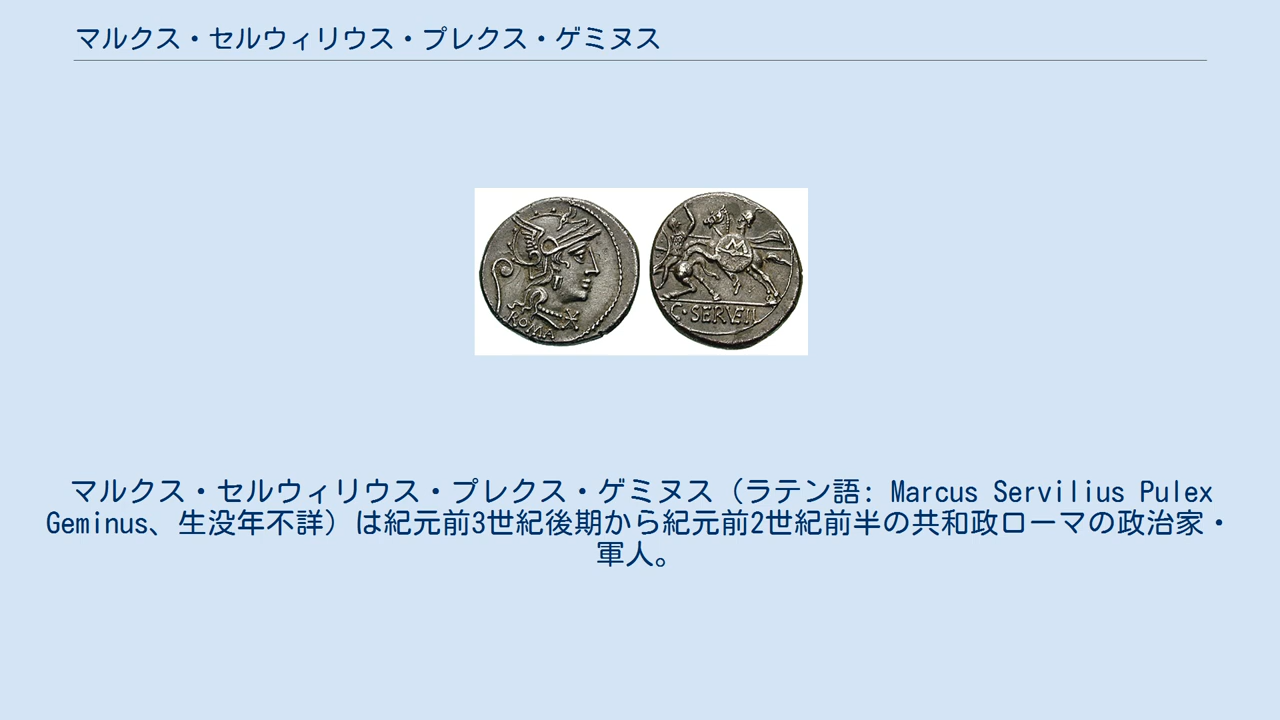 マルクス・セルウィリウス・プレクス・ゲミヌス
ROMA
C·SERVEIL
マルクス・セルウィリウス・プレクス・ゲミヌス（ラテン語: Marcus Servilius Pulex
Geminus、生没年不詳）は紀元前3世紀後期から紀元前2世紀前半の共和政ローマの政治家・
軍人。